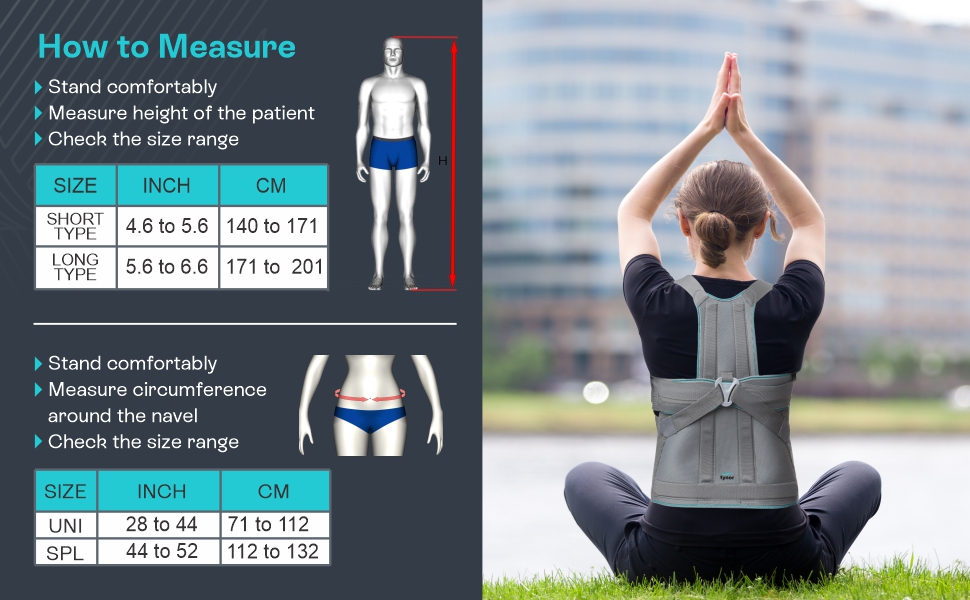 How to Measure
Stand comfortably
Measure height of the patient
Check the size range
SIZE INCH CM
SHORT TYPE 4.6 to 5.6 140 to 171
LONG TYPE 5.6 to 6.6 171 to 201
H
Stand comfortably
Measure circumference
around the navel
Check the size range
SIZE INCH CM
UNI 28 to 44 71 to 112
SPL 44 to 52 112 to 132
tynor